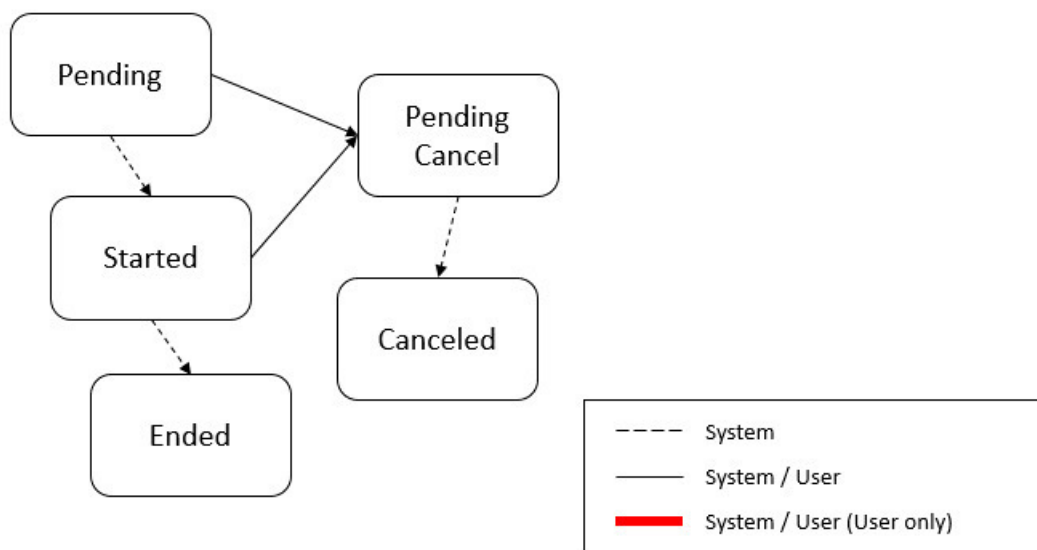 Pending
Pending
Cancel
Started
Canceled
Ended
System
System / User
System / User (User only)